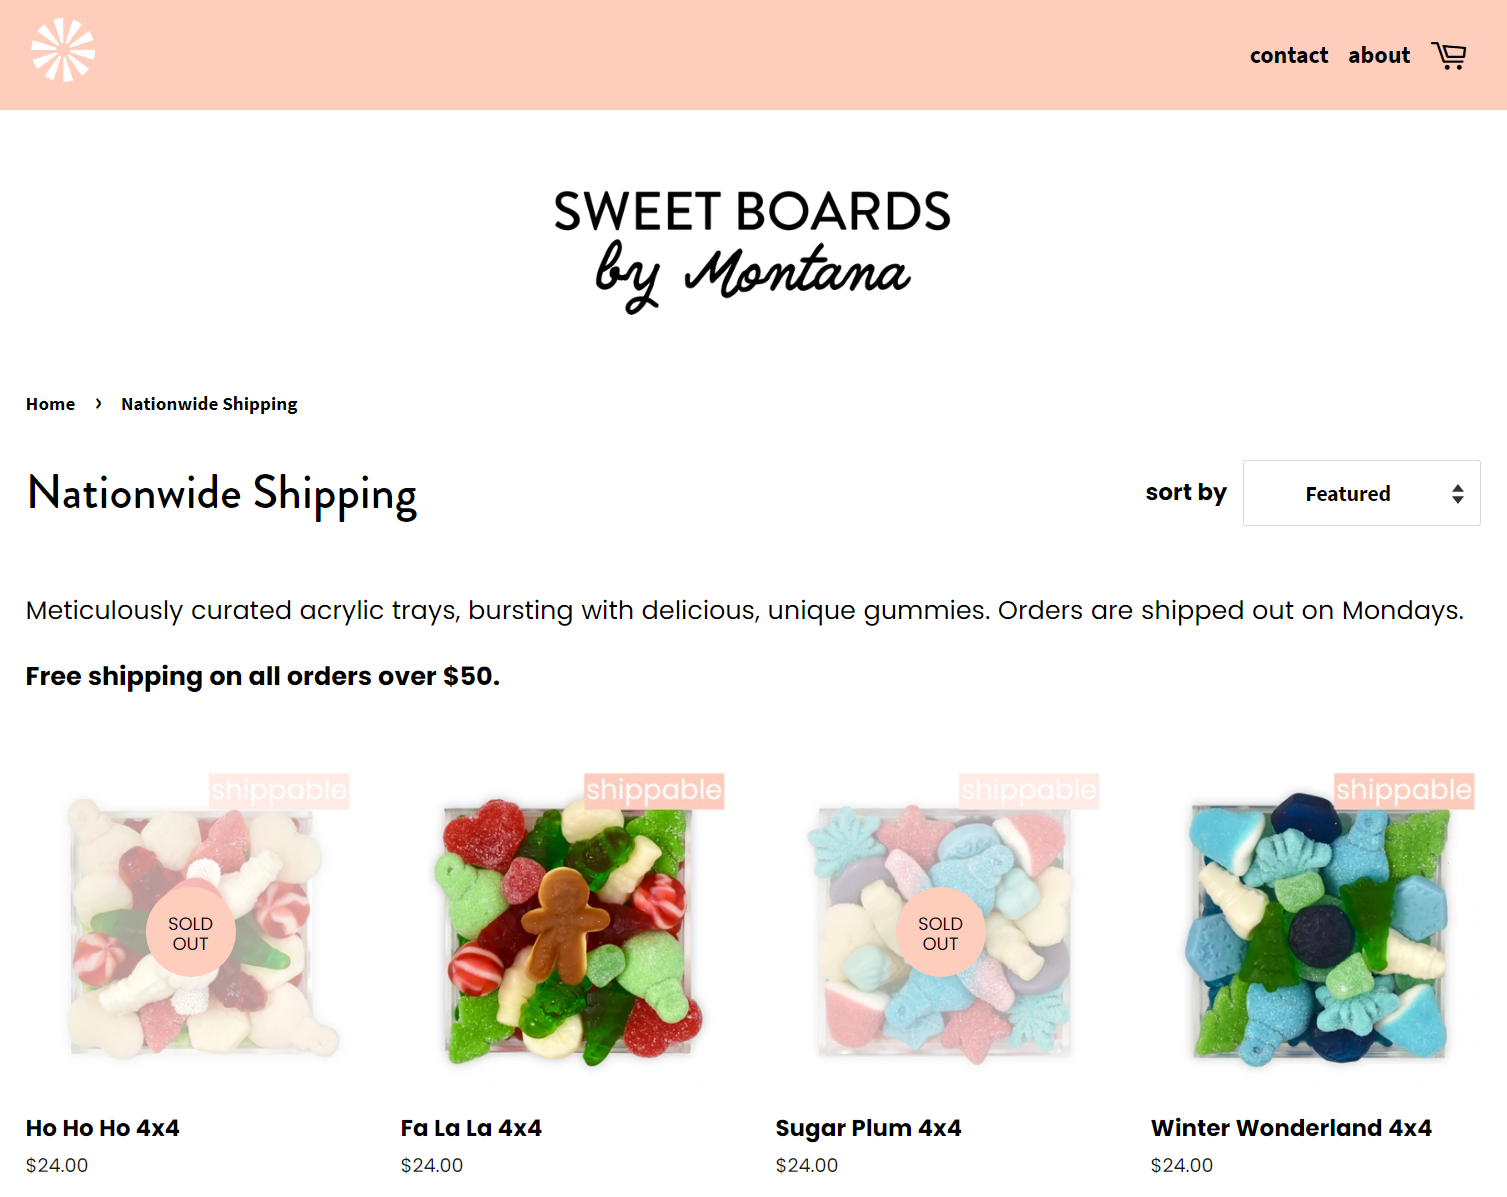 contact about
SWEET BOARDS
by Montana
Home › Nationwide Shipping
Nationwide Shipping
sort by Featured
Meticulously curated acrylic trays, bursting with delicious, unique gummies. Orders are shipped out on Mondays.
Free shipping on all orders over $50.
shippable
SOLD
OUT
Ho Ho Ho 4x4
$24.00
shippable
Fa La La 4x4
$24.00
shippable
SOLD
OUT
Sugar Plum 4x4
$24.00
shippable
Winter Wonderland 4x4
$24.00